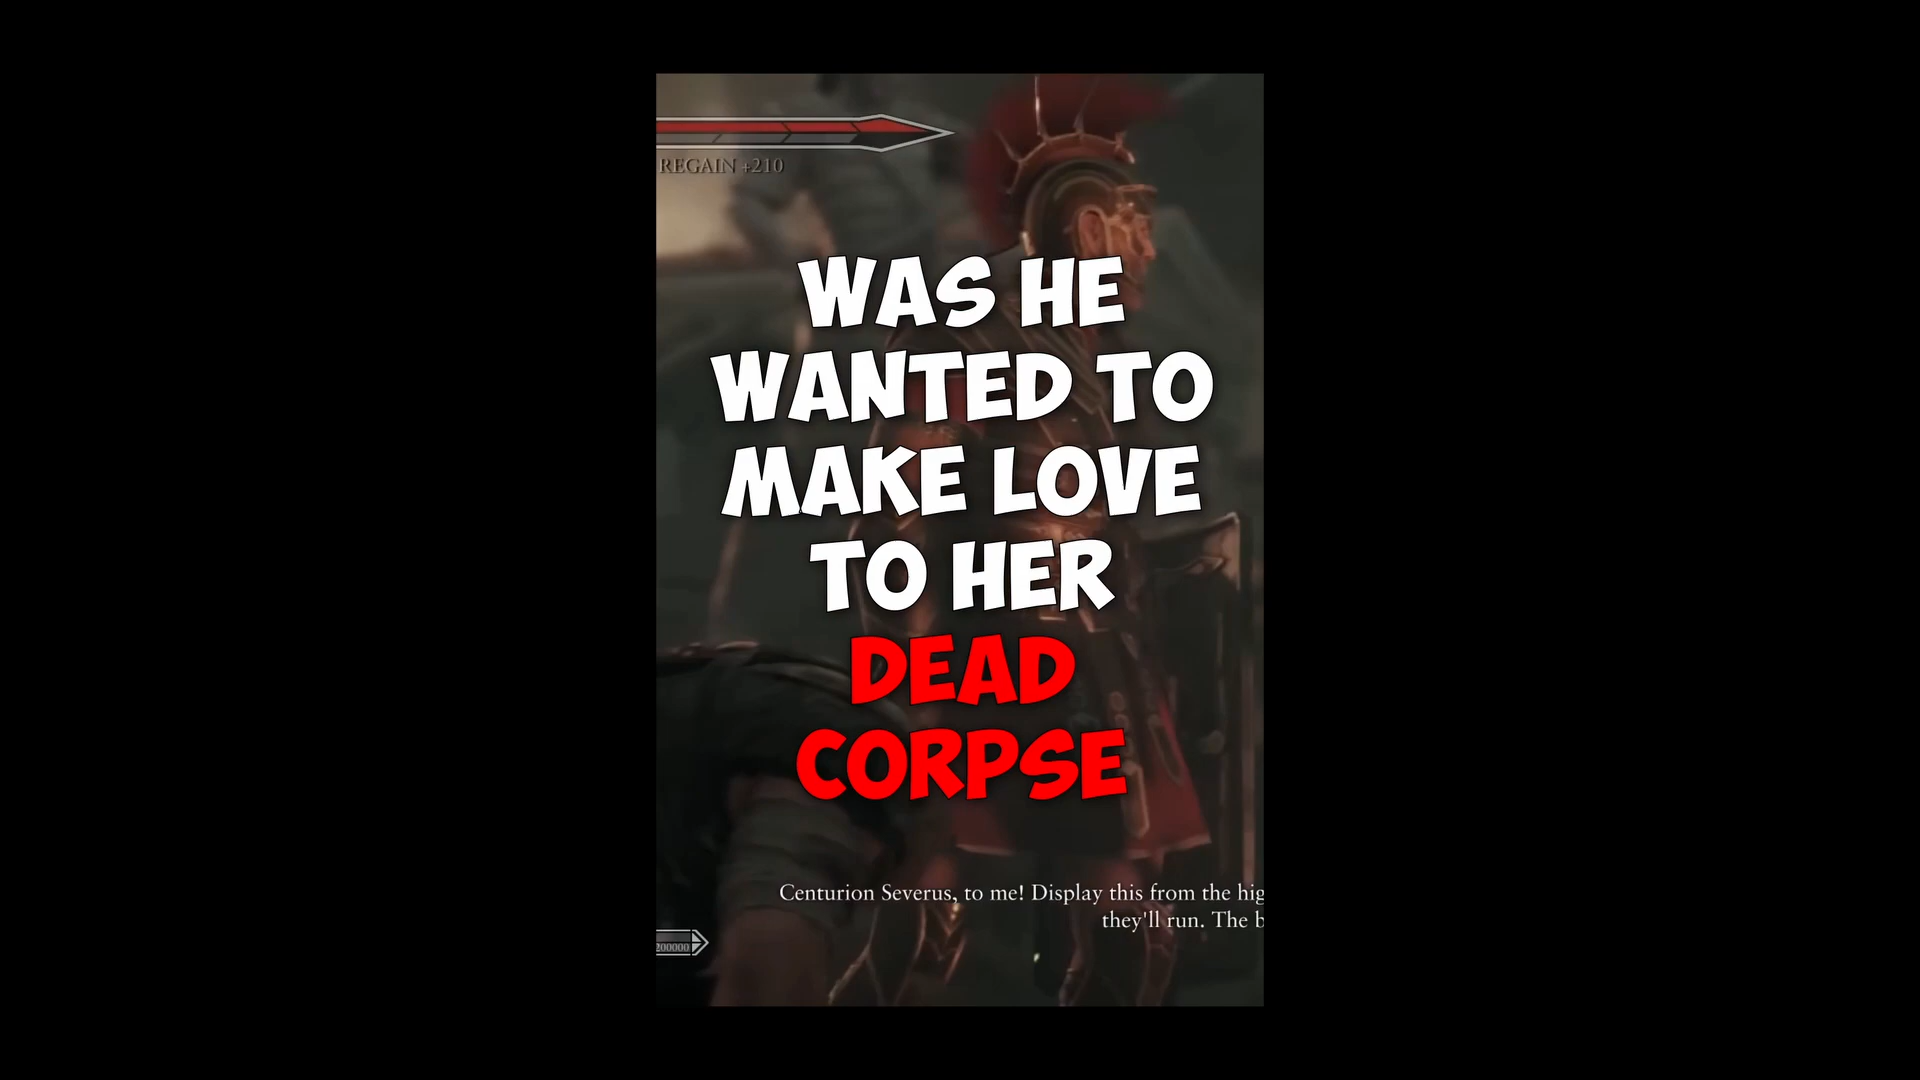 REGAIN +210
WAS HE
WANTED TO
MAKE LOVE
TO HER
DEAD
CORPSE
Centurion Severus, to me! Display this from the hig
they'll run. The b
200000